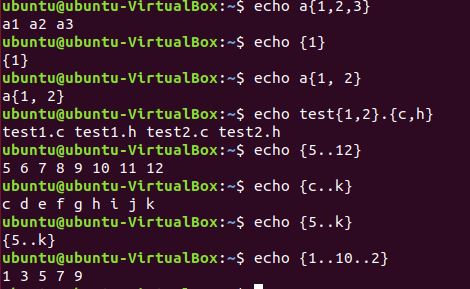 ubuntu@ubuntu-VirtualBox:~$ echo a{1,2,3}
a1 a2 a3
ubuntu@ubuntu-VirtualBox:~$ echo {1}
{1}
ubuntu@ubuntu-VirtualBox:~$ echo a{1, 2}
a{1, 2}
ubuntu@ubuntu-VirtualBox:~$ echo test{1,2}.{c,h}
test1.c test1.h test2.c test2.h
ubuntu@ubuntu-VirtualBox:~$ echo {5..12}
5 6 7 8 9 10 11 12
ubuntu@ubuntu-VirtualBox:~$ echo {c..k}
c d e f g h i j k
ubuntu@ubuntu-VirtualBox:~$ echo {5..k}
{5..k}
ubuntu@ubuntu-VirtualBox:~$ echo {1..10..2}
1 3 5 7 9